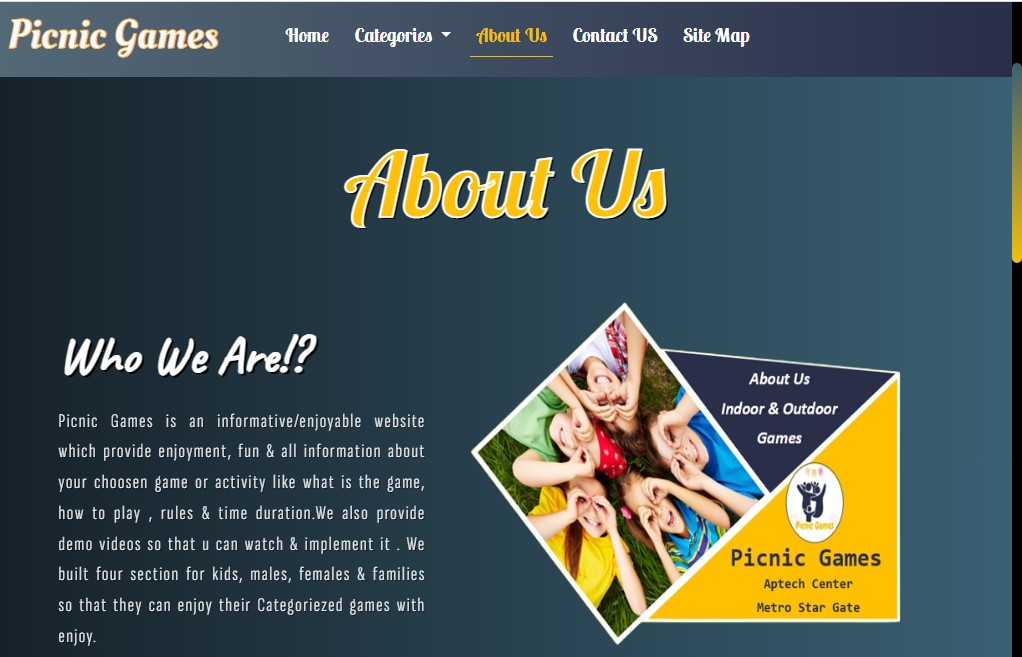 Picnic Games
Home Categories About Us Contact US Site Map
About Us
Who We Are!?
Picnic Games is an informative/enjoyable website
which provide enjoyment, fun & all information about
your choosen game or activity like what is the game,
how to play , rules & time duration.We also provide
demo videos so that u can watch & implement it . We
built four section for kids, males, females & families
so that they can enjoy their Categoriezed games with
enjoy.
About Us
Indoor & Outdoor
Games
Picnic Games
Picnic Games
Aptech Center
Metro Star Gate